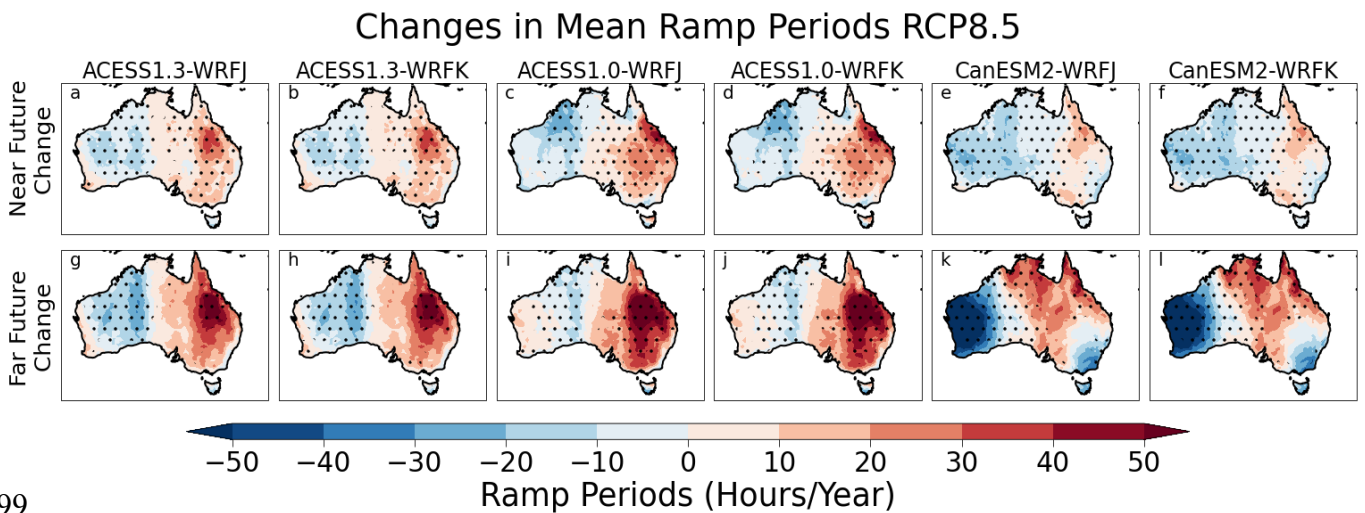 Changes in Mean Ramp Periods RCP8.5
ACESS1.3-WRFJ ACESS1.3-WRFK ACESS1.0-WRFJ ACESS1.0-WRFK CanESM2-WRFJ CanESM2-WRFK
Near Future
Change
a b c d e f
Far Future
Change
g h i j k l
−50 −40 −30 −20 −10 0 10 20 30 40 50
Ramp Periods (Hours/Year)
99